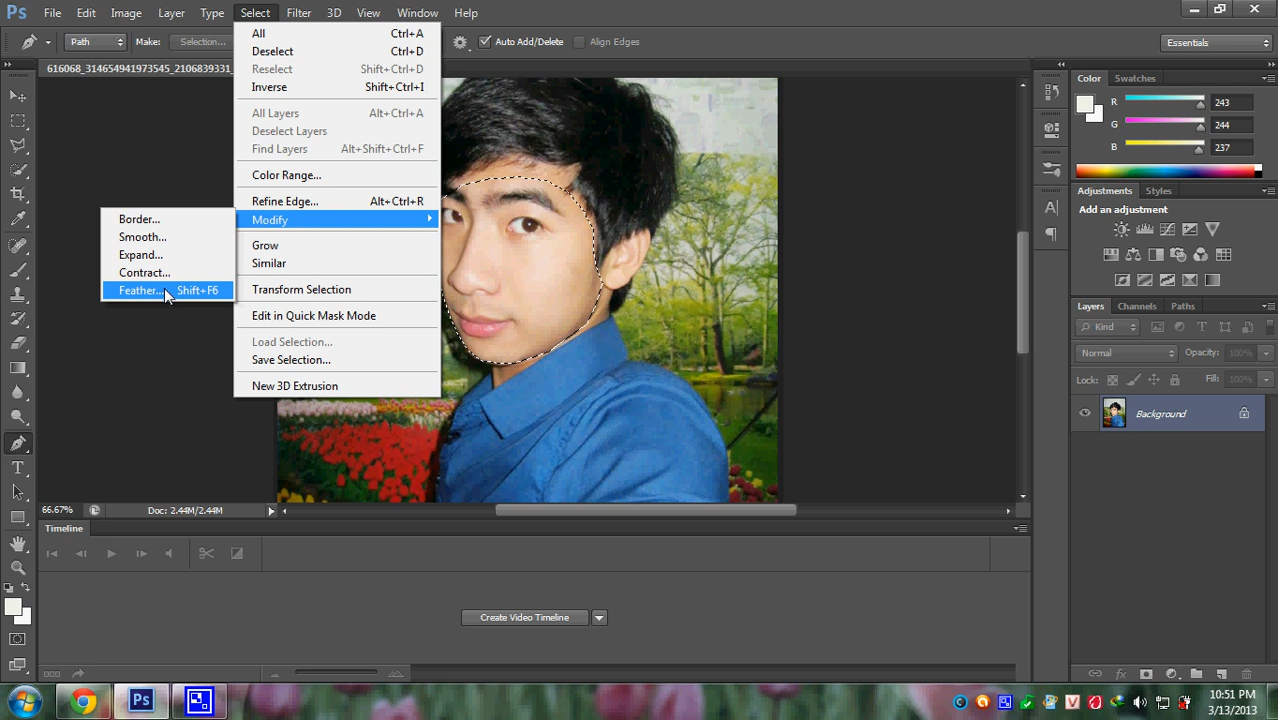 Ps File Edit Image Layer Type Select Filter 3D View Window Help
Path Make: Selection... Auto Add/Delete Align Edges Essentials
616068_314654941973545_2106839331_
All Ctrl+A
Deselect Ctrl+D
Reselect Shift+Ctrl+D
Inverse Shift+Ctrl+I
All Layers Alt+Ctrl+A
Deselect Layers
Find Layers Alt+Shift+Ctrl+F
Color Range...
Refine Edge... Alt+Ctrl+R
Modify
Grow
Similar
Transform Selection
Edit in Quick Mask Mode
Load Selection...
Save Selection...
New 3D Extrusion
Border...
Smooth...
Expand...
Contract...
Feather... Shift+F6
Color Swatches
R 243
G 244
B 237
Adjustments Styles
Add an adjustment
Layers Channels Paths
Kind
Normal Opacity: 100%
Lock: Fill: 100%
Background
66.67% Doc: 2.44M/2.44M
Timeline
Create Video Timeline
Ps
10:51 PM
3/13/2013